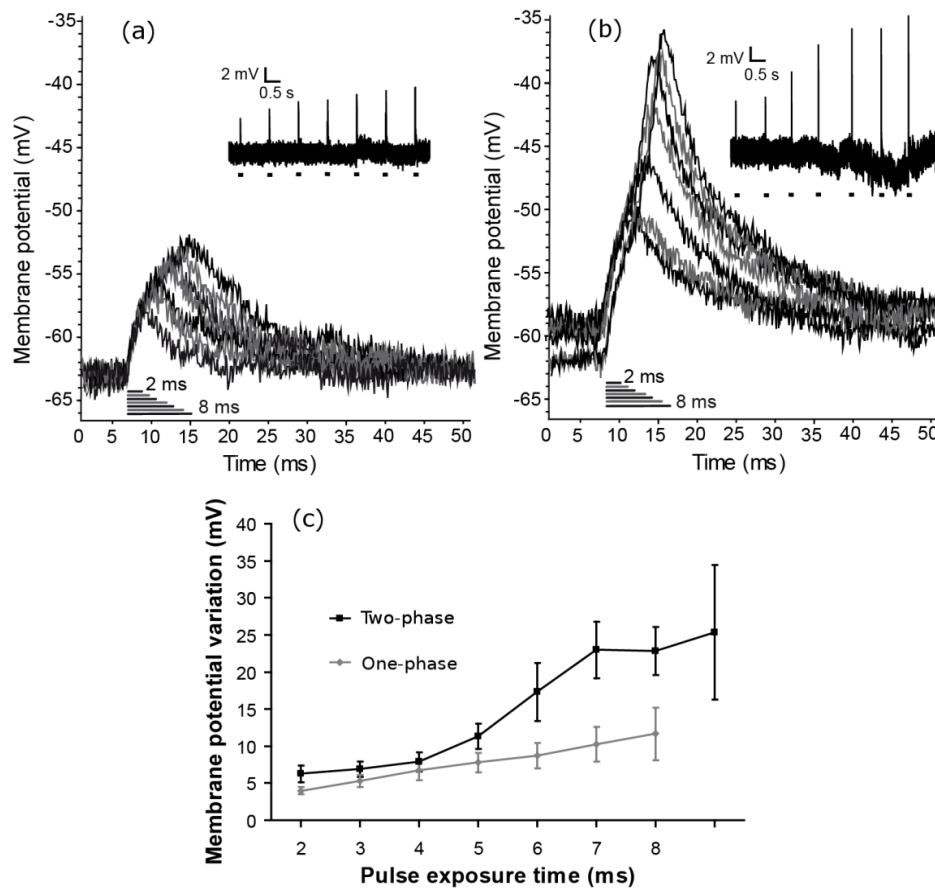 (a)
Membrane potential (mV)
-35
-40
-45
-50
-55
-60
-65
2 mV
0.5 s
2 ms
8 ms
0 5 10 15 20 25 30 35 40 45 50
Time (ms)
(b)
Membrane potential (mV)
-35
-40
-45
-50
-55
-60
-65
2 mV
0.5 s
2 ms
8 ms
0 5 10 15 20 25 30 35 40 45 50
Time (ms)
(c)
Membrane potential variation (mV)
40
35
30
25
20
15
10
5
0
Two-phase
One-phase
2 3 4 5 6 7 8
Pulse exposure time (ms)